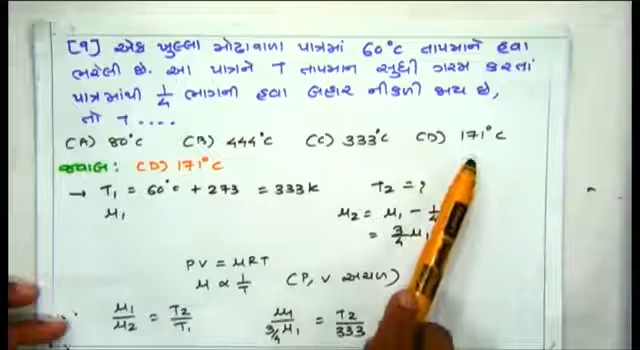 [9] એક ખુલ્લા મોઢાવાળા પાત્રમાં 60°C તાપમાને હવા
ભરેલી છે. આ પાત્રને T તાપમાન સુધી ગરમ કરતાં
પાત્રમાંથી 1/4 ભાગની હવા બહાર નીકળી જાય છે,
તો T ....
(A) 80°C (B) 444°C (C) 333°C (D) 171°C
જવાબ: (D) 171°C
→ T₁ = 60°C + 273 = 333K T₂ = ?
μ₁ μ₂ = μ₁ - 1/4
= 3/4 μ₁
PV = μRT
μ ∝ 1/T (P, V અચળ)
μ₁/μ₂ = T₂/T₁ μ₁/(3/4 μ₁) = T₂/333